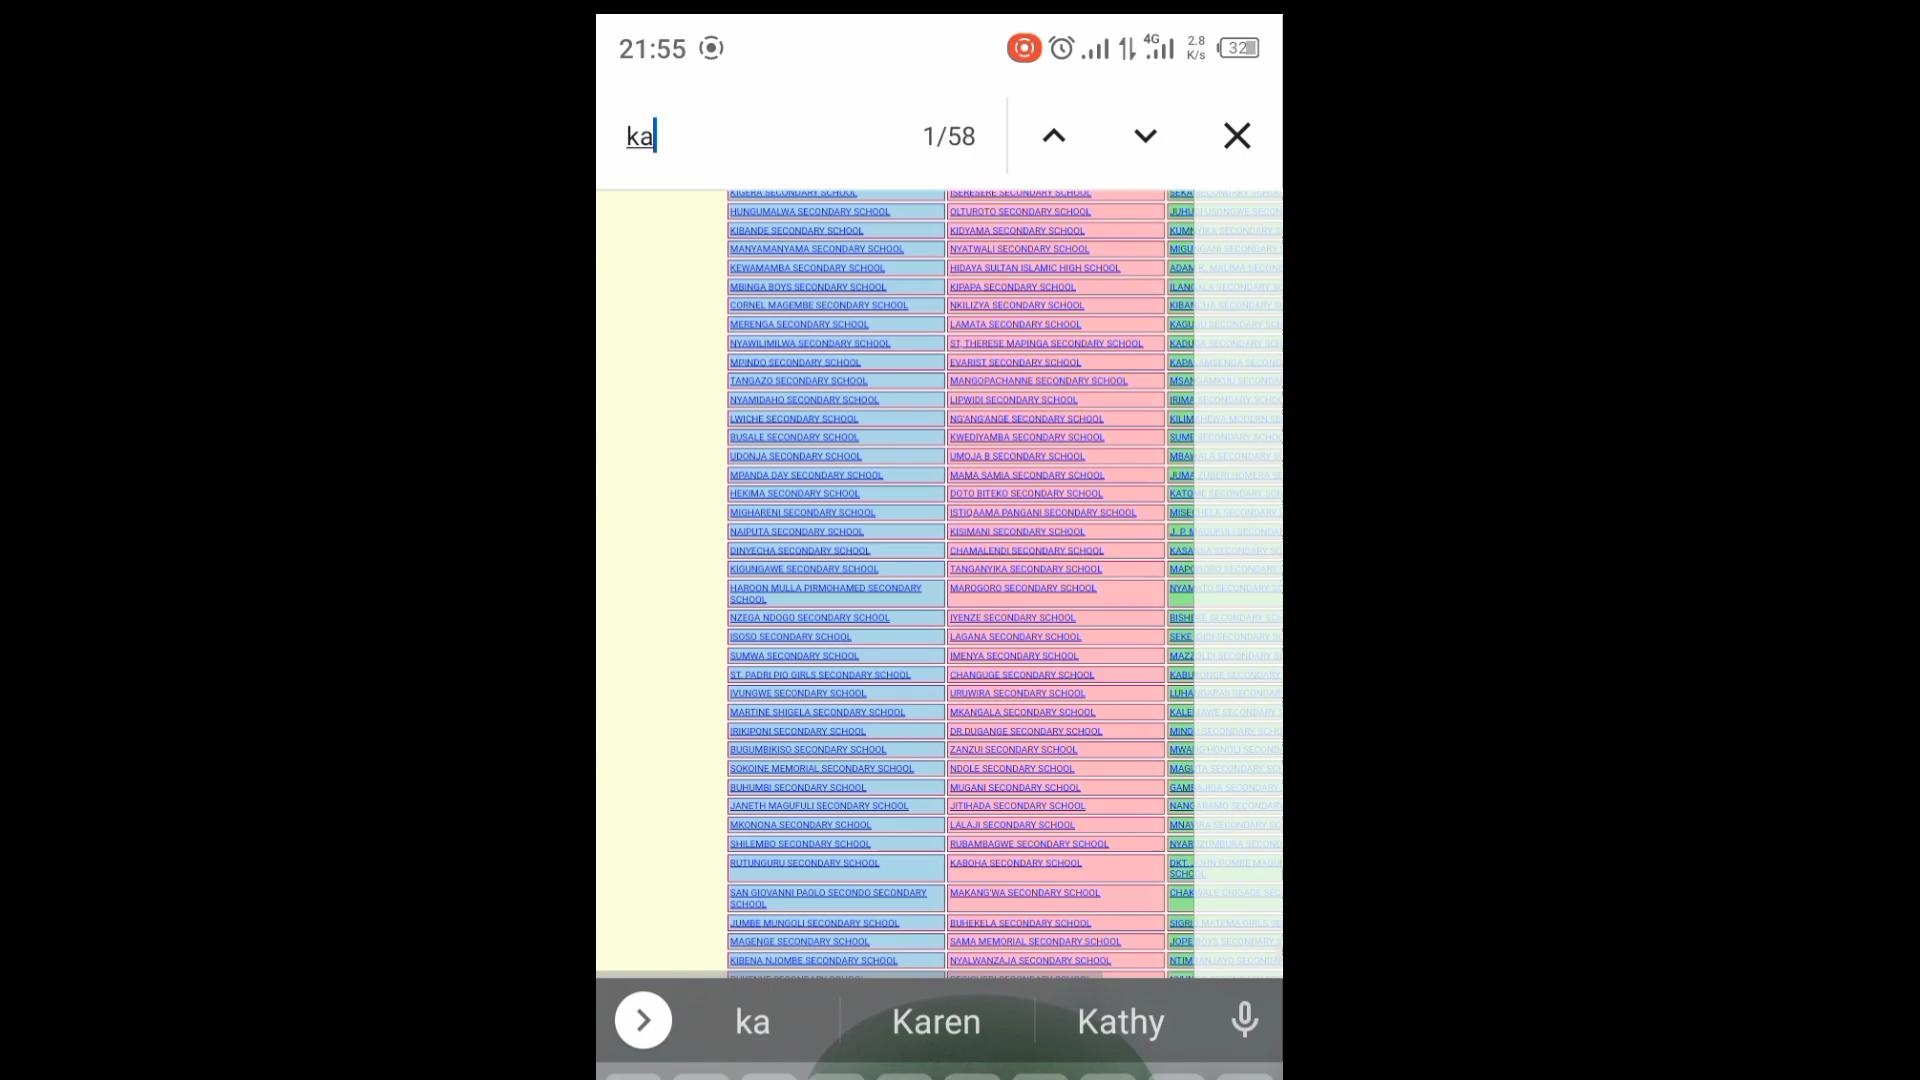 21:55
4G
2.8
K/s
32
ka
1/58
KIGERA SECONDARY SCHOOL ISERESERE SECONDARY SCHOOL
HUNGUMALWA SECONDARY SCHOOL OLTUROTO SECONDARY SCHOOL
KIBANDE SECONDARY SCHOOL KIDYAMA SECONDARY SCHOOL
MANYAMANYAMA SECONDARY SCHOOL NYATWALI SECONDARY SCHOOL
KEWAMAMBA SECONDARY SCHOOL HIDAYA SULTAN ISLAMIC HIGH SCHOOL
MBINGA BOYS SECONDARY SCHOOL KIPAPA SECONDARY SCHOOL
CORNEL MAGEMBE SECONDARY SCHOOL NKILIZYA SECONDARY SCHOOL
MERENGA SECONDARY SCHOOL LAMATA SECONDARY SCHOOL
NYAWILIMILWA SECONDARY SCHOOL ST, THERESE MAPINGA SECONDARY SCHOOL
MPINDO SECONDARY SCHOOL EVARIST SECONDARY SCHOOL
TANGAZO SECONDARY SCHOOL MANGOPACHANNE SECONDARY SCHOOL
NYAMIDAHO SECONDARY SCHOOL LIPWIDI SECONDARY SCHOOL
LWICHE SECONDARY SCHOOL NG'ANG'ANGE SECONDARY SCHOOL
BUSALE SECONDARY SCHOOL KWEDIYAMBA SECONDARY SCHOOL
UDONJA SECONDARY SCHOOL UMOJA B SECONDARY SCHOOL
MPANDA DAY SECONDARY SCHOOL MAMA SAMIA SECONDARY SCHOOL
HEKIMA SECONDARY SCHOOL DOTO BITEKO SECONDARY SCHOOL
MIGHARENI SECONDARY SCHOOL ISTIQAAMA PANGANI SECONDARY SCHOOL
NAIPUTA SECONDARY SCHOOL KISIMANI SECONDARY SCHOOL
DINYECHA SECONDARY SCHOOL CHAMALENDI SECONDARY SCHOOL
KIGUNGAWE SECONDARY SCHOOL TANGANYIKA SECONDARY SCHOOL
HAROON MULLA PIRMOHAMED SECONDARY MAROGORO SECONDARY SCHOOL
SCHOOL
NZEGA NDOGO SECONDARY SCHOOL IYENZE SECONDARY SCHOOL
ISOSO SECONDARY SCHOOL LAGANA SECONDARY SCHOOL
SUMWA SECONDARY SCHOOL IMENYA SECONDARY SCHOOL
ST. PADRI PIO GIRLS SECONDARY SCHOOL CHANGUGE SECONDARY SCHOOL
IVUNGWE SECONDARY SCHOOL URUWIRA SECONDARY SCHOOL
MARTINE SHIGELA SECONDARY SCHOOL MKANGALA SECONDARY SCHOOL
IRIKIPONI SECONDARY SCHOOL DR.DUGANGE SECONDARY SCHOOL
BUGUMBIKISO SECONDARY SCHOOL ZANZUI SECONDARY SCHOOL
SOKOINE MEMORIAL SECONDARY SCHOOL NDOLE SECONDARY SCHOOL
BUHUMBI SECONDARY SCHOOL MUGANI SECONDARY SCHOOL
JANETH MAGUFULI SECONDARY SCHOOL JITIHADA SECONDARY SCHOOL
MKONONA SECONDARY SCHOOL LALAJI SECONDARY SCHOOL
SHILEMBO SECONDARY SCHOOL RUBAMBAGWE SECONDARY SCHOOL
RUTUNGURU SECONDARY SCHOOL KABOHA SECONDARY SCHOOL
SAN GIOVANNI PAOLO SECONDO SECONDARY MAKANG'WA SECONDARY SCHOOL
SCHOOL
JUMBE MUNGOLI SECONDARY SCHOOL BUHEKELA SECONDARY SCHOOL
MAGENGE SECONDARY SCHOOL SAMA MEMORIAL SECONDARY SCHOOL
KIBENA NJOMBE SECONDARY SCHOOL NYALWANZAJA SECONDARY SCHOOL
ka Karen Kathy